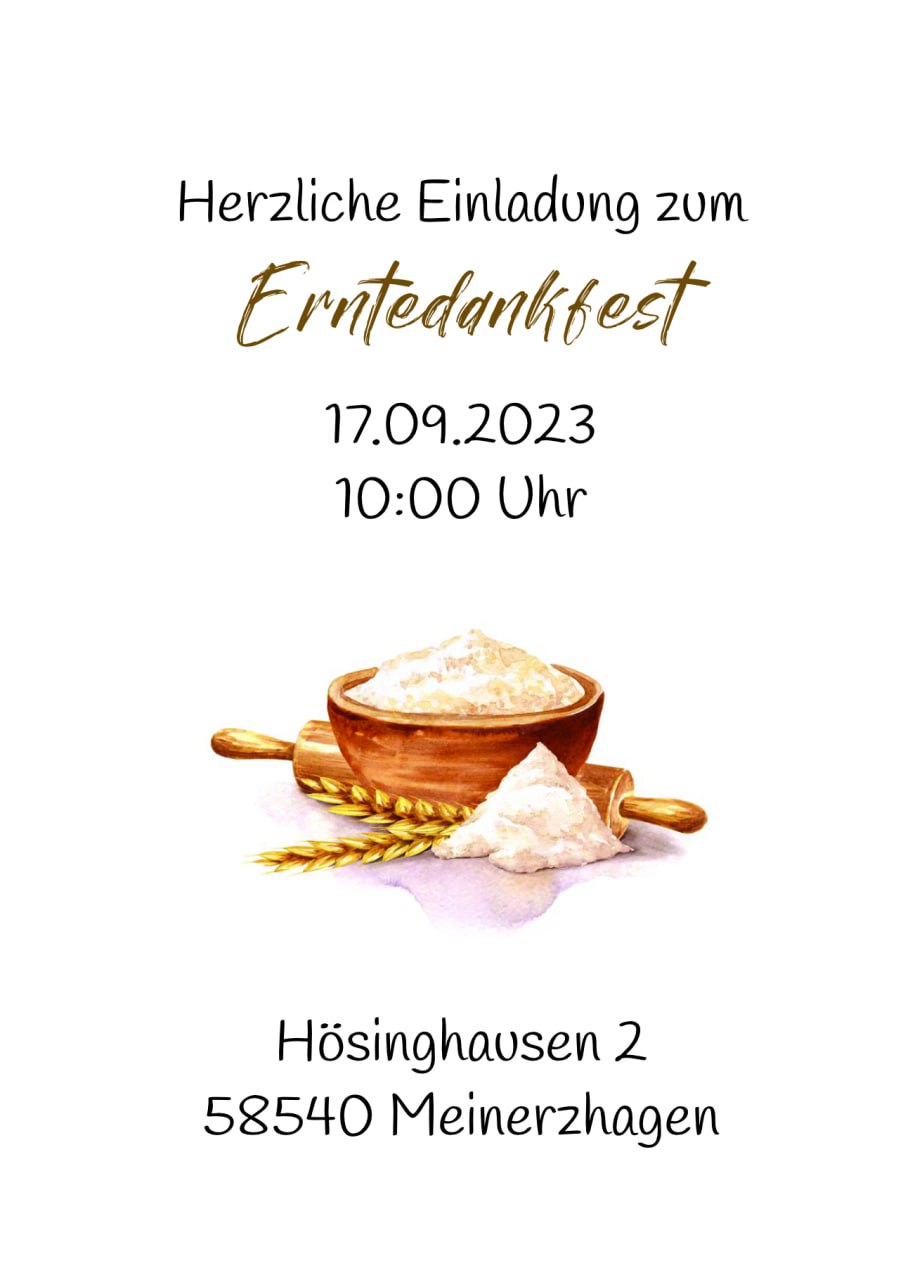 Herzliche Einladung zum
Erntedankfest
17.09.2023
10:00 Uhr
Hösinghausen 2
58540 Meinerzhagen